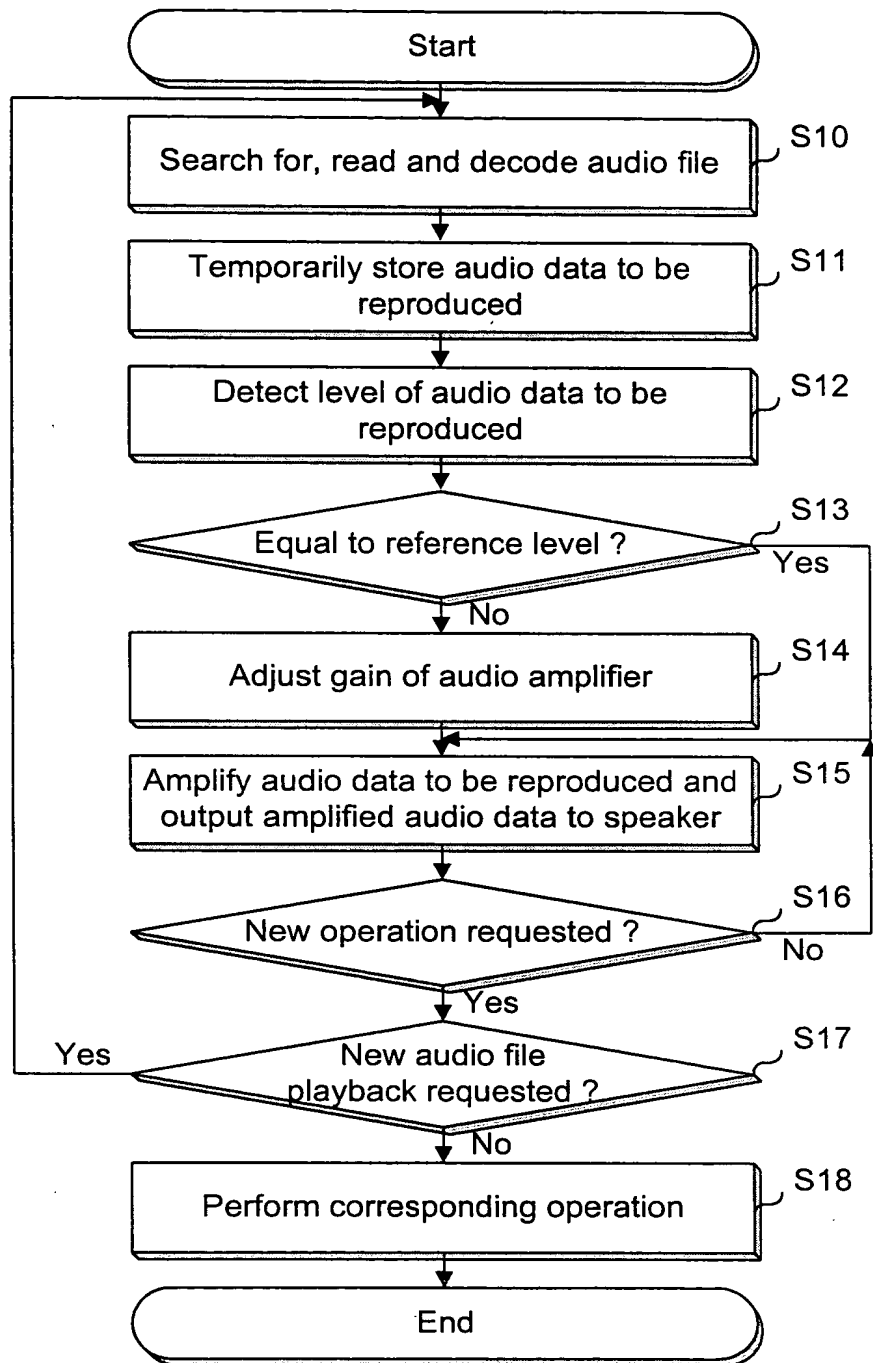 Start
Search for, read and decode audio file
S10
Temporarily store audio data to be
reproduced
S11
Detect level of audio data to be
reproduced
S12
Equal to reference level ?
S13
Yes
No
Adjust gain of audio amplifier
S14
Amplify audio data to be reproduced and
output amplified audio data to speaker
S15
New operation requested ?
S16
No
Yes
New audio file
playback requested ?
S17
Yes
No
Perform corresponding operation
S18
End